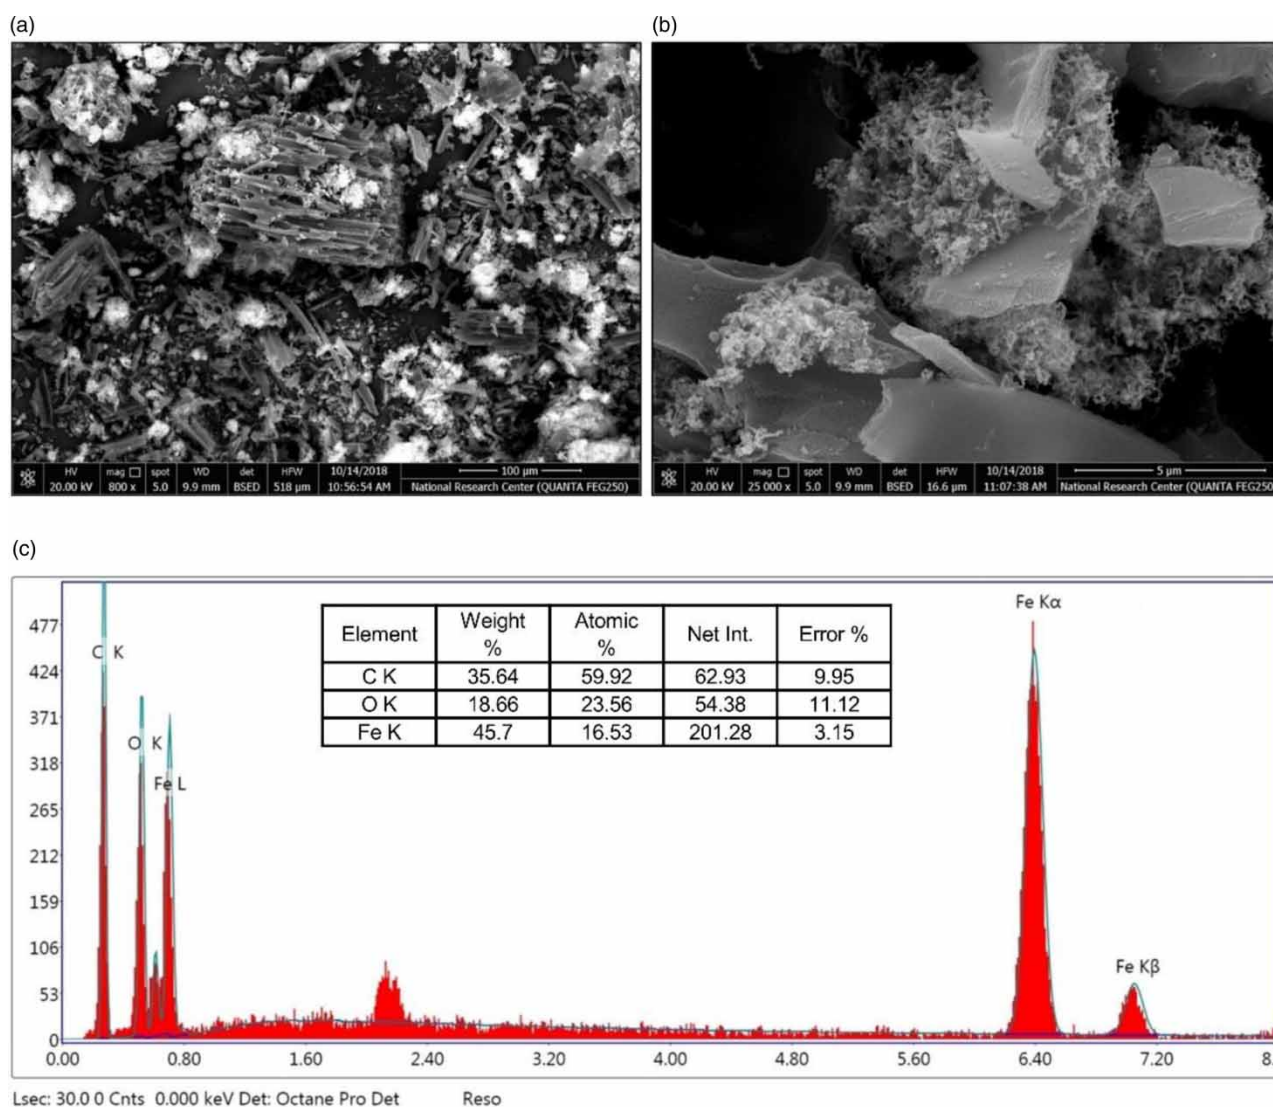 (a)
(b)
HV mag spot WD det HFW 10/14/2018 100 µm
20.00 kV 800 x 5.0 9.9 mm BSED 518 µm 10:56:54 AM National Research Center (QUANTA FEG250)
HV mag spot WD det HFW 10/14/2018 5 µm
20.00 kV 25 000 x 5.0 9.9 mm BSED 16.6 µm 11:07:38 AM National Research Center (QUANTA FEG250
(c)
477
424
371
318
265
212
159
106
53
0
C K
O K
Fe L
Element Weight % Atomic % Net Int. Error %
C K 35.64 59.92 62.93 9.95
O K 18.66 23.56 54.38 11.12
Fe K 45.7 16.53 201.28 3.15
Fe Kα
Fe Kβ
0.00 0.80 1.60 2.40 3.20 4.00 4.80 5.60 6.40 7.20 8.
Lsec: 30.0 0 Cnts 0.000 keV Det: Octane Pro Det Reso